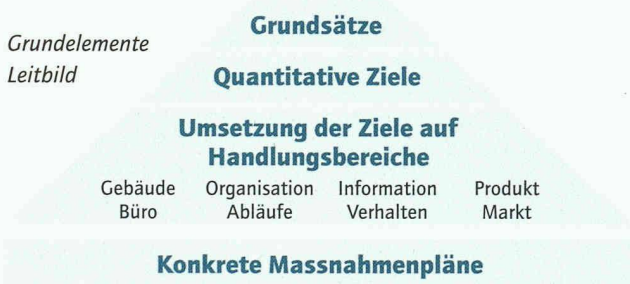 Grundsätze
Grundelemente
Leitbild
Quantitative Ziele
Umsetzung der Ziele auf
Handlungsbereiche
Gebäude Organisation Information Produkt
Büro Abläufe Verhalten Markt
Konkrete Massnahmenpläne